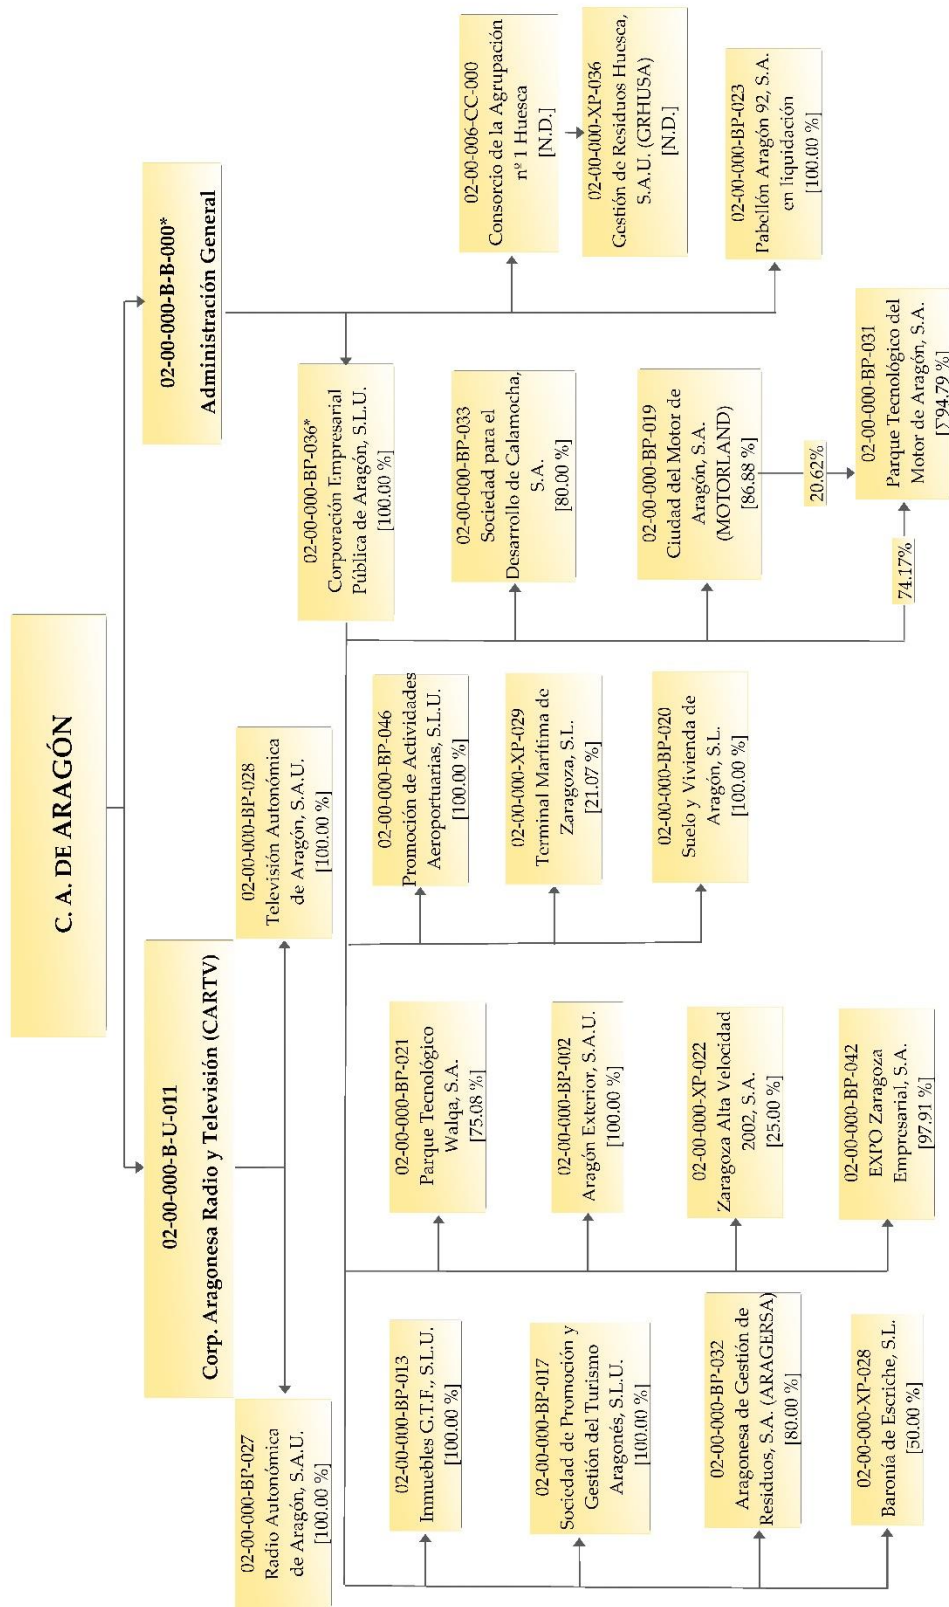 C. A. DE ARAGÓN
02-00-000-B-U-011
Corp. Aragonesa Radio y Televisión (CARTV)
02-00-000-B-B-000*
Administración General
02-00-000-BP-027
Radio Autonómica
de Aragón, S.A.U.
[100.00 %]
02-00-000-BP-028
Televisión Autonómica
de Aragón, S.A.U.
[100.00 %]
02-00-000-BP-036*
Corporación Empresarial
Pública de Aragón, S.L.U.
[100.00 %]
02-00-006-CC-000
Consorcio de la Agrupación
nº 1 Huesca
[N.D.]
02-00-000-XP-036
Gestión de Residuos Huesca,
S.A.U. (GRHUSA)
[N.D.]
02-00-000-BP-023
Pabellón Aragón 92, S.A.
en liquidación
[100.00 %]
02-00-000-BP-013
Inmuebles G.T.F., S.L.U.
[100.00 %]
02-00-000-BP-017
Sociedad de Promoción y
Gestión del Turismo
Aragonés, S.L.U.
[100.00 %]
02-00-000-BP-032
Aragonesa de Gestión de
Residuos, S.A. (ARAGERSA)
[80.00 %]
02-00-000-XP-028
Baronía de Escriche, S.L.
[50.00 %]
02-00-000-BP-021
Parque Tecnológico
Walqa, S.A.
[75.08 %]
02-00-000-BP-002
Aragón Exterior, S.A.U.
[100.00 %]
02-00-000-XP-022
Zaragoza Alta Velocidad
2002, S.A.
[25.00 %]
02-00-000-BP-042
EXPO Zaragoza
Empresarial, S.A.
[97.91 %]
02-00-000-BP-046
Promoción de Actividades
Aeroportuarias, S.L.U.
[100.00 %]
02-00-000-XP-029
Terminal Marítima de
Zaragoza, S.L.
[21.07 %]
02-00-000-BP-020
Suelo y Vivienda de
Aragón, S.L.
[100.00 %]
02-00-000-BP-033
Sociedad para el
Desarrollo de Calamocha,
S.A.
[80.00 %]
02-00-000-BP-019
Ciudad del Motor de
Aragón, S.A.
(MOTORLAND)
[86.88 %]
20.62%
74.17%
02-00-000-BP-031
Parque Tecnológico del
Motor de Aragón, S.A.
[∑94.79 %]